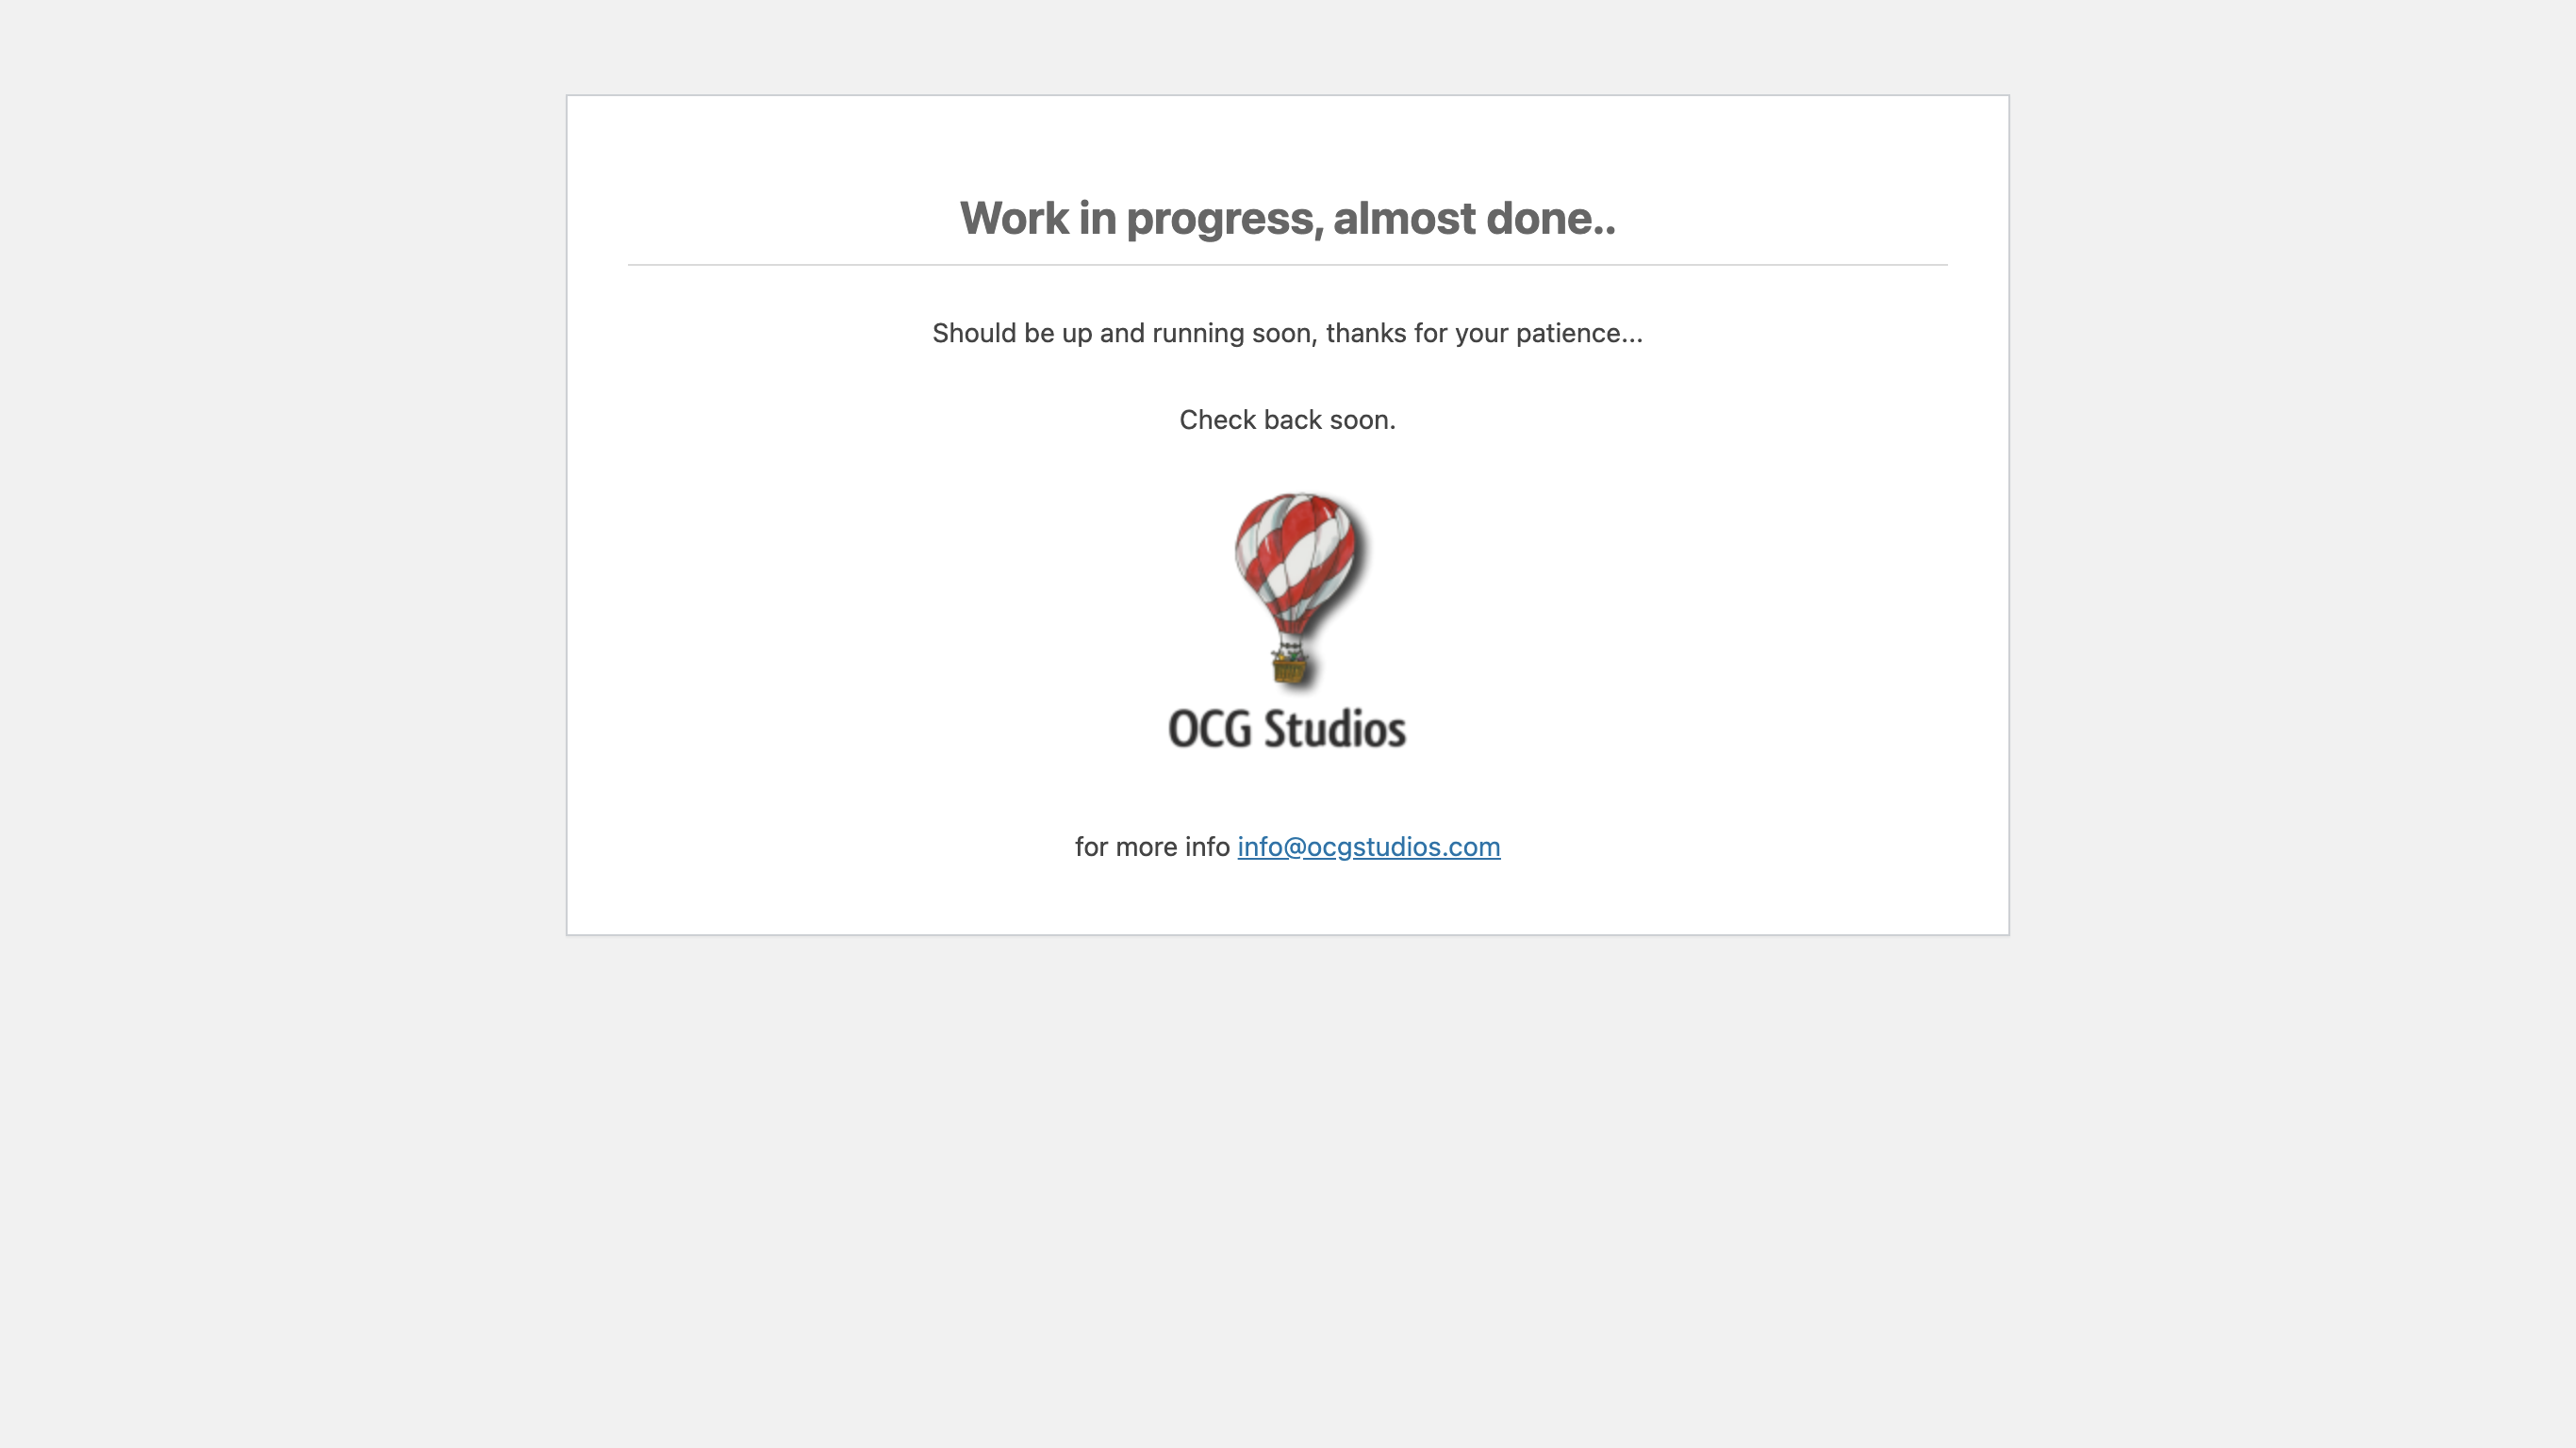 Work in progress, almost done..
Should be up and running soon, thanks for your patience...
Check back soon.
OCG Studios
for more info info@ocgstudios.com